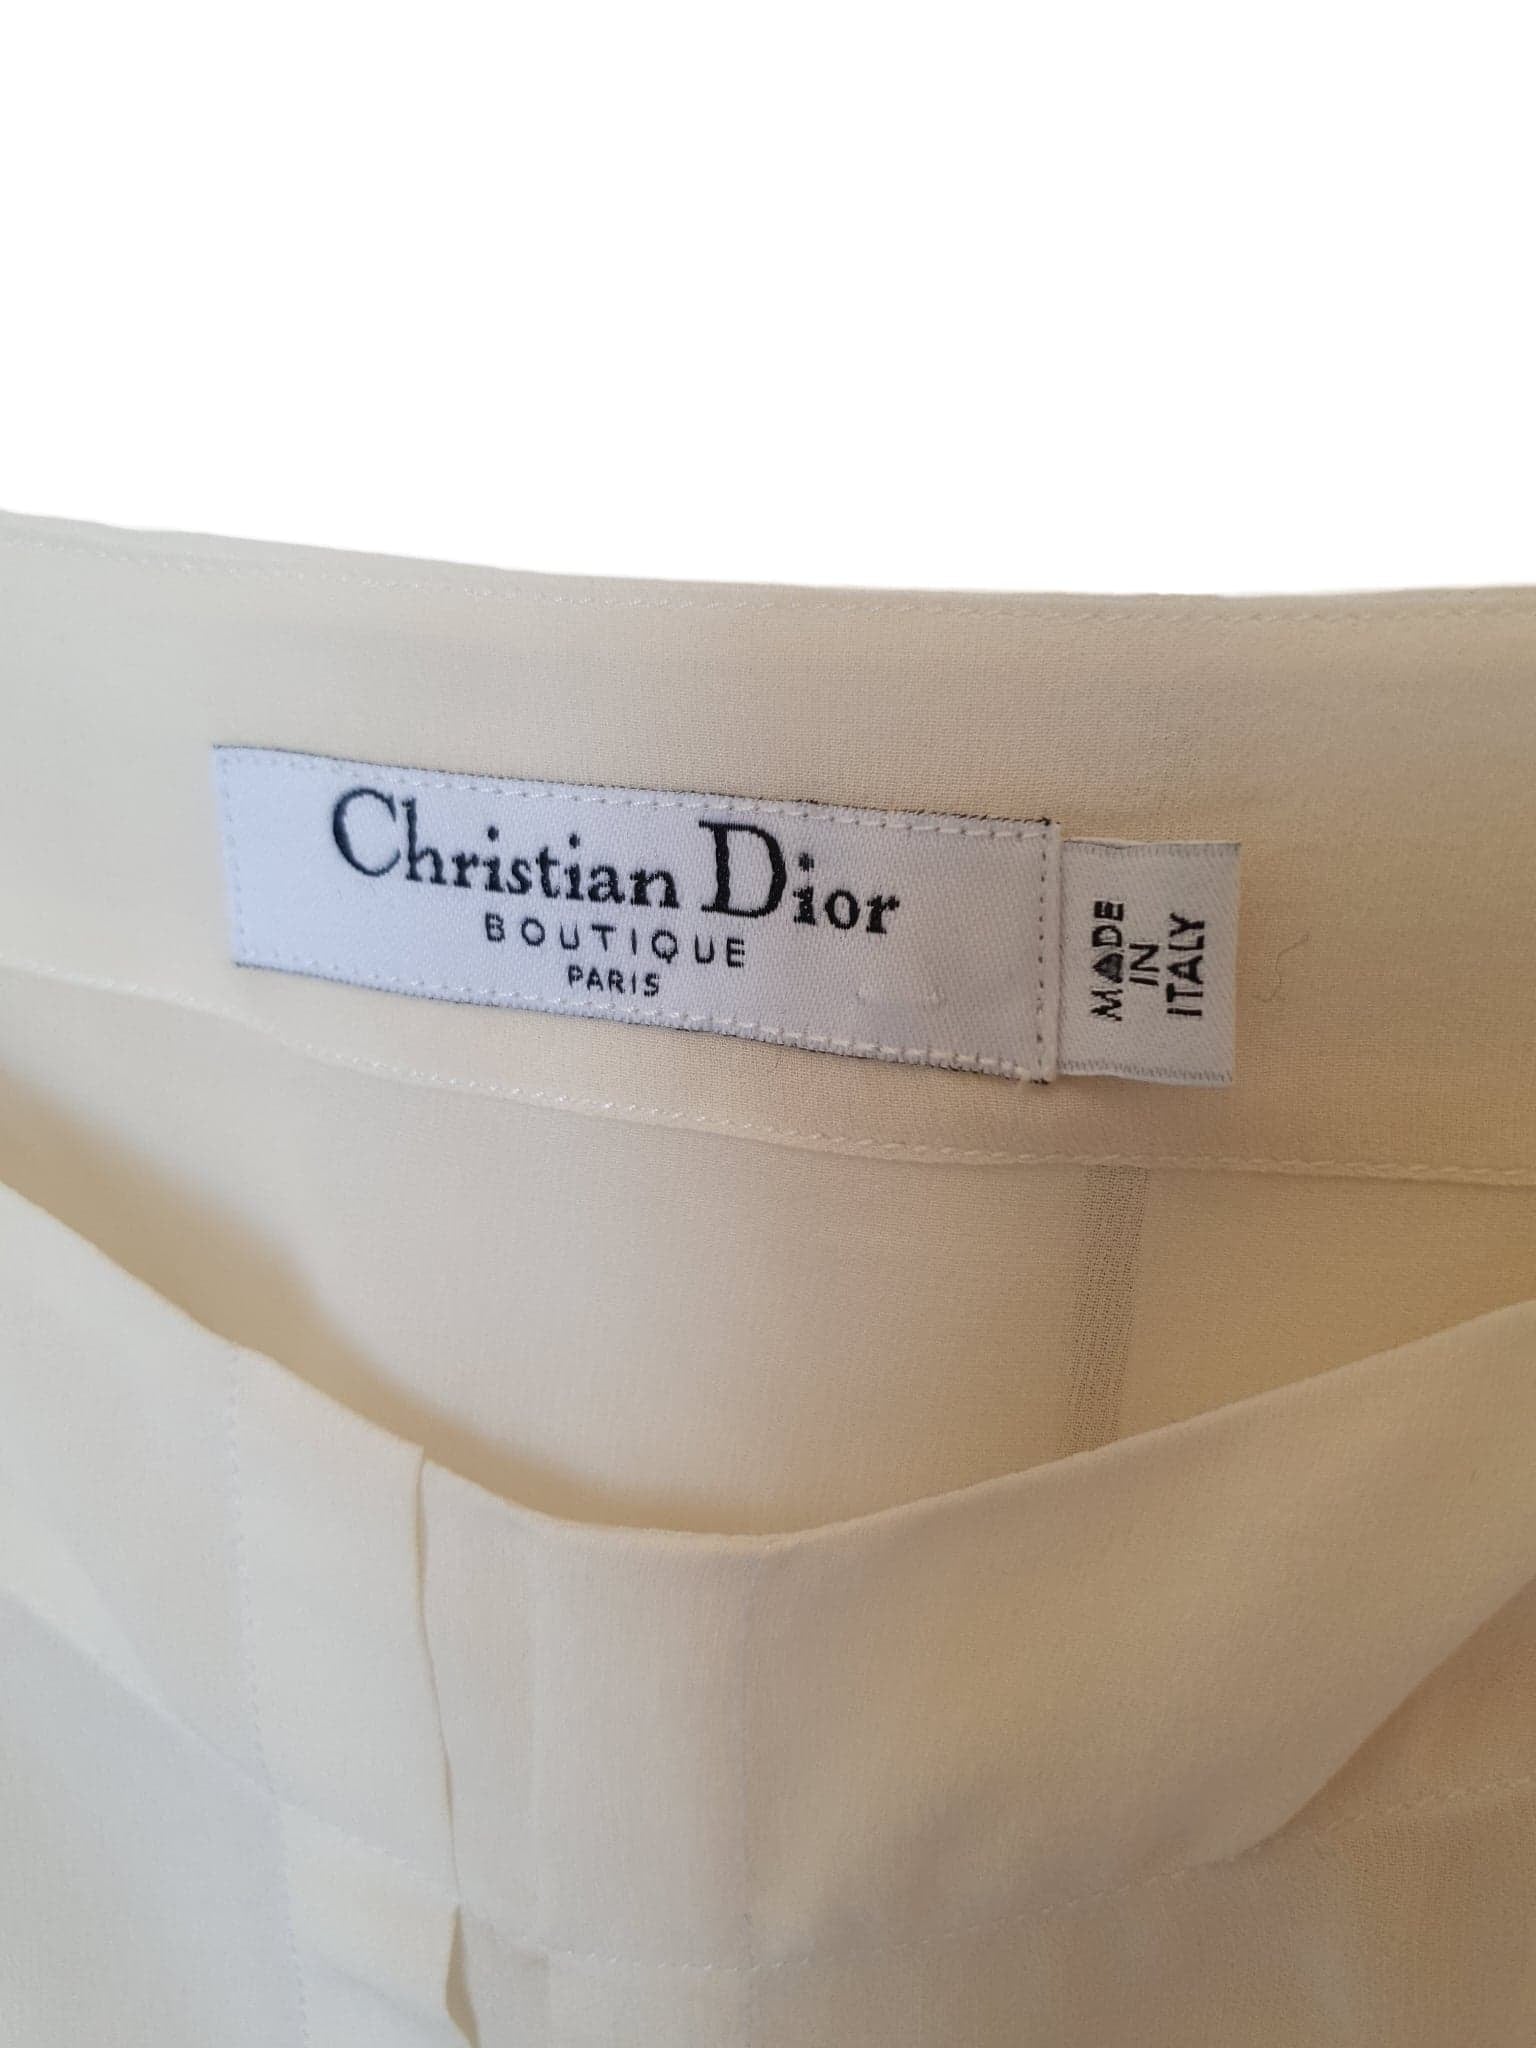 Christian Dior
BOUTIQUE
PARIS
MADE
IN
ITALY